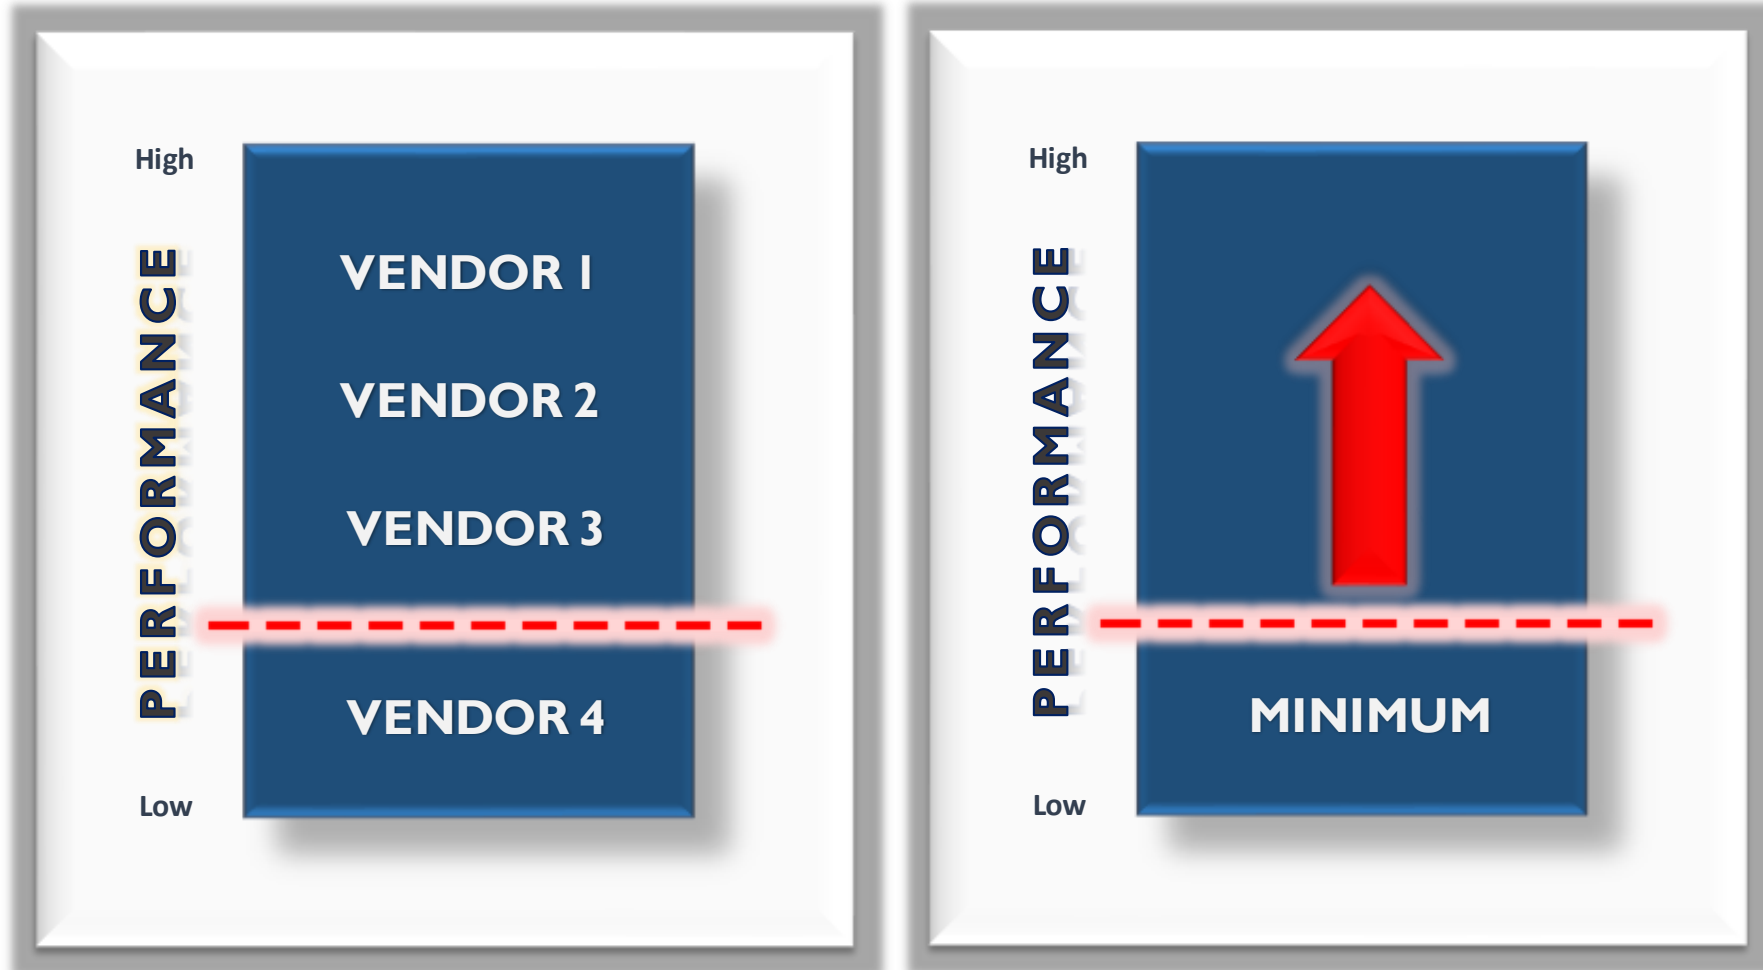 High
PERFORMANCE
VENDOR 1
VENDOR 2
VENDOR 3
VENDOR 4
Low
High
PERFORMANCE
MINIMUM
Low